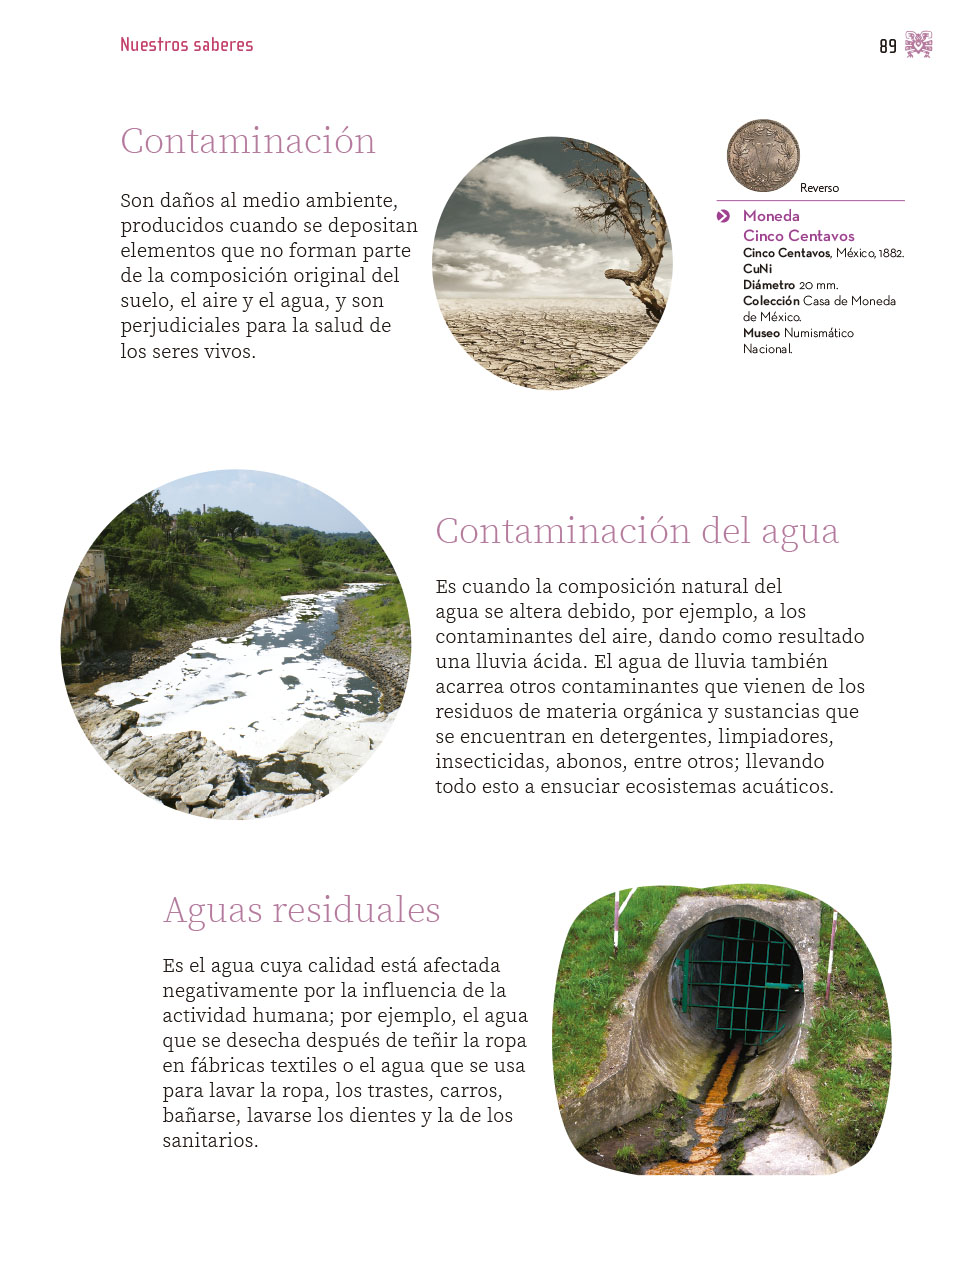 Nuestros saberes
89
Contaminación
Son daños al medio ambiente,
producidos cuando se depositan
elementos que no forman parte
de la composición original del
suelo, el aire y el agua, y son
perjudiciales para la salud de
los seres vivos.
Reverso
Moneda
Cinco Centavos
Cinco Centavos, México, 1882.
CuNi
Diámetro 20 mm.
Colección Casa de Moneda
de México.
Museo Numismático
Nacional.
Contaminación del agua
Es cuando la composición natural del
agua se altera debido, por ejemplo, a los
contaminantes del aire, dando como resultado
una lluvia ácida. El agua de lluvia también
acarrea otros contaminantes que vienen de los
residuos de materia orgánica y sustancias que
se encuentran en detergentes, limpiadores,
insecticidas, abonos, entre otros; llevando
todo esto a ensuciar ecosistemas acuáticos.
Aguas residuales
Es el agua cuya calidad está afectada
negativamente por la influencia de la
actividad humana; por ejemplo, el agua
que se desecha después de teñir la ropa
en fábricas textiles o el agua que se usa
para lavar la ropa, los trastes, carros,
bañarse, lavarse los dientes y la de los
sanitarios.